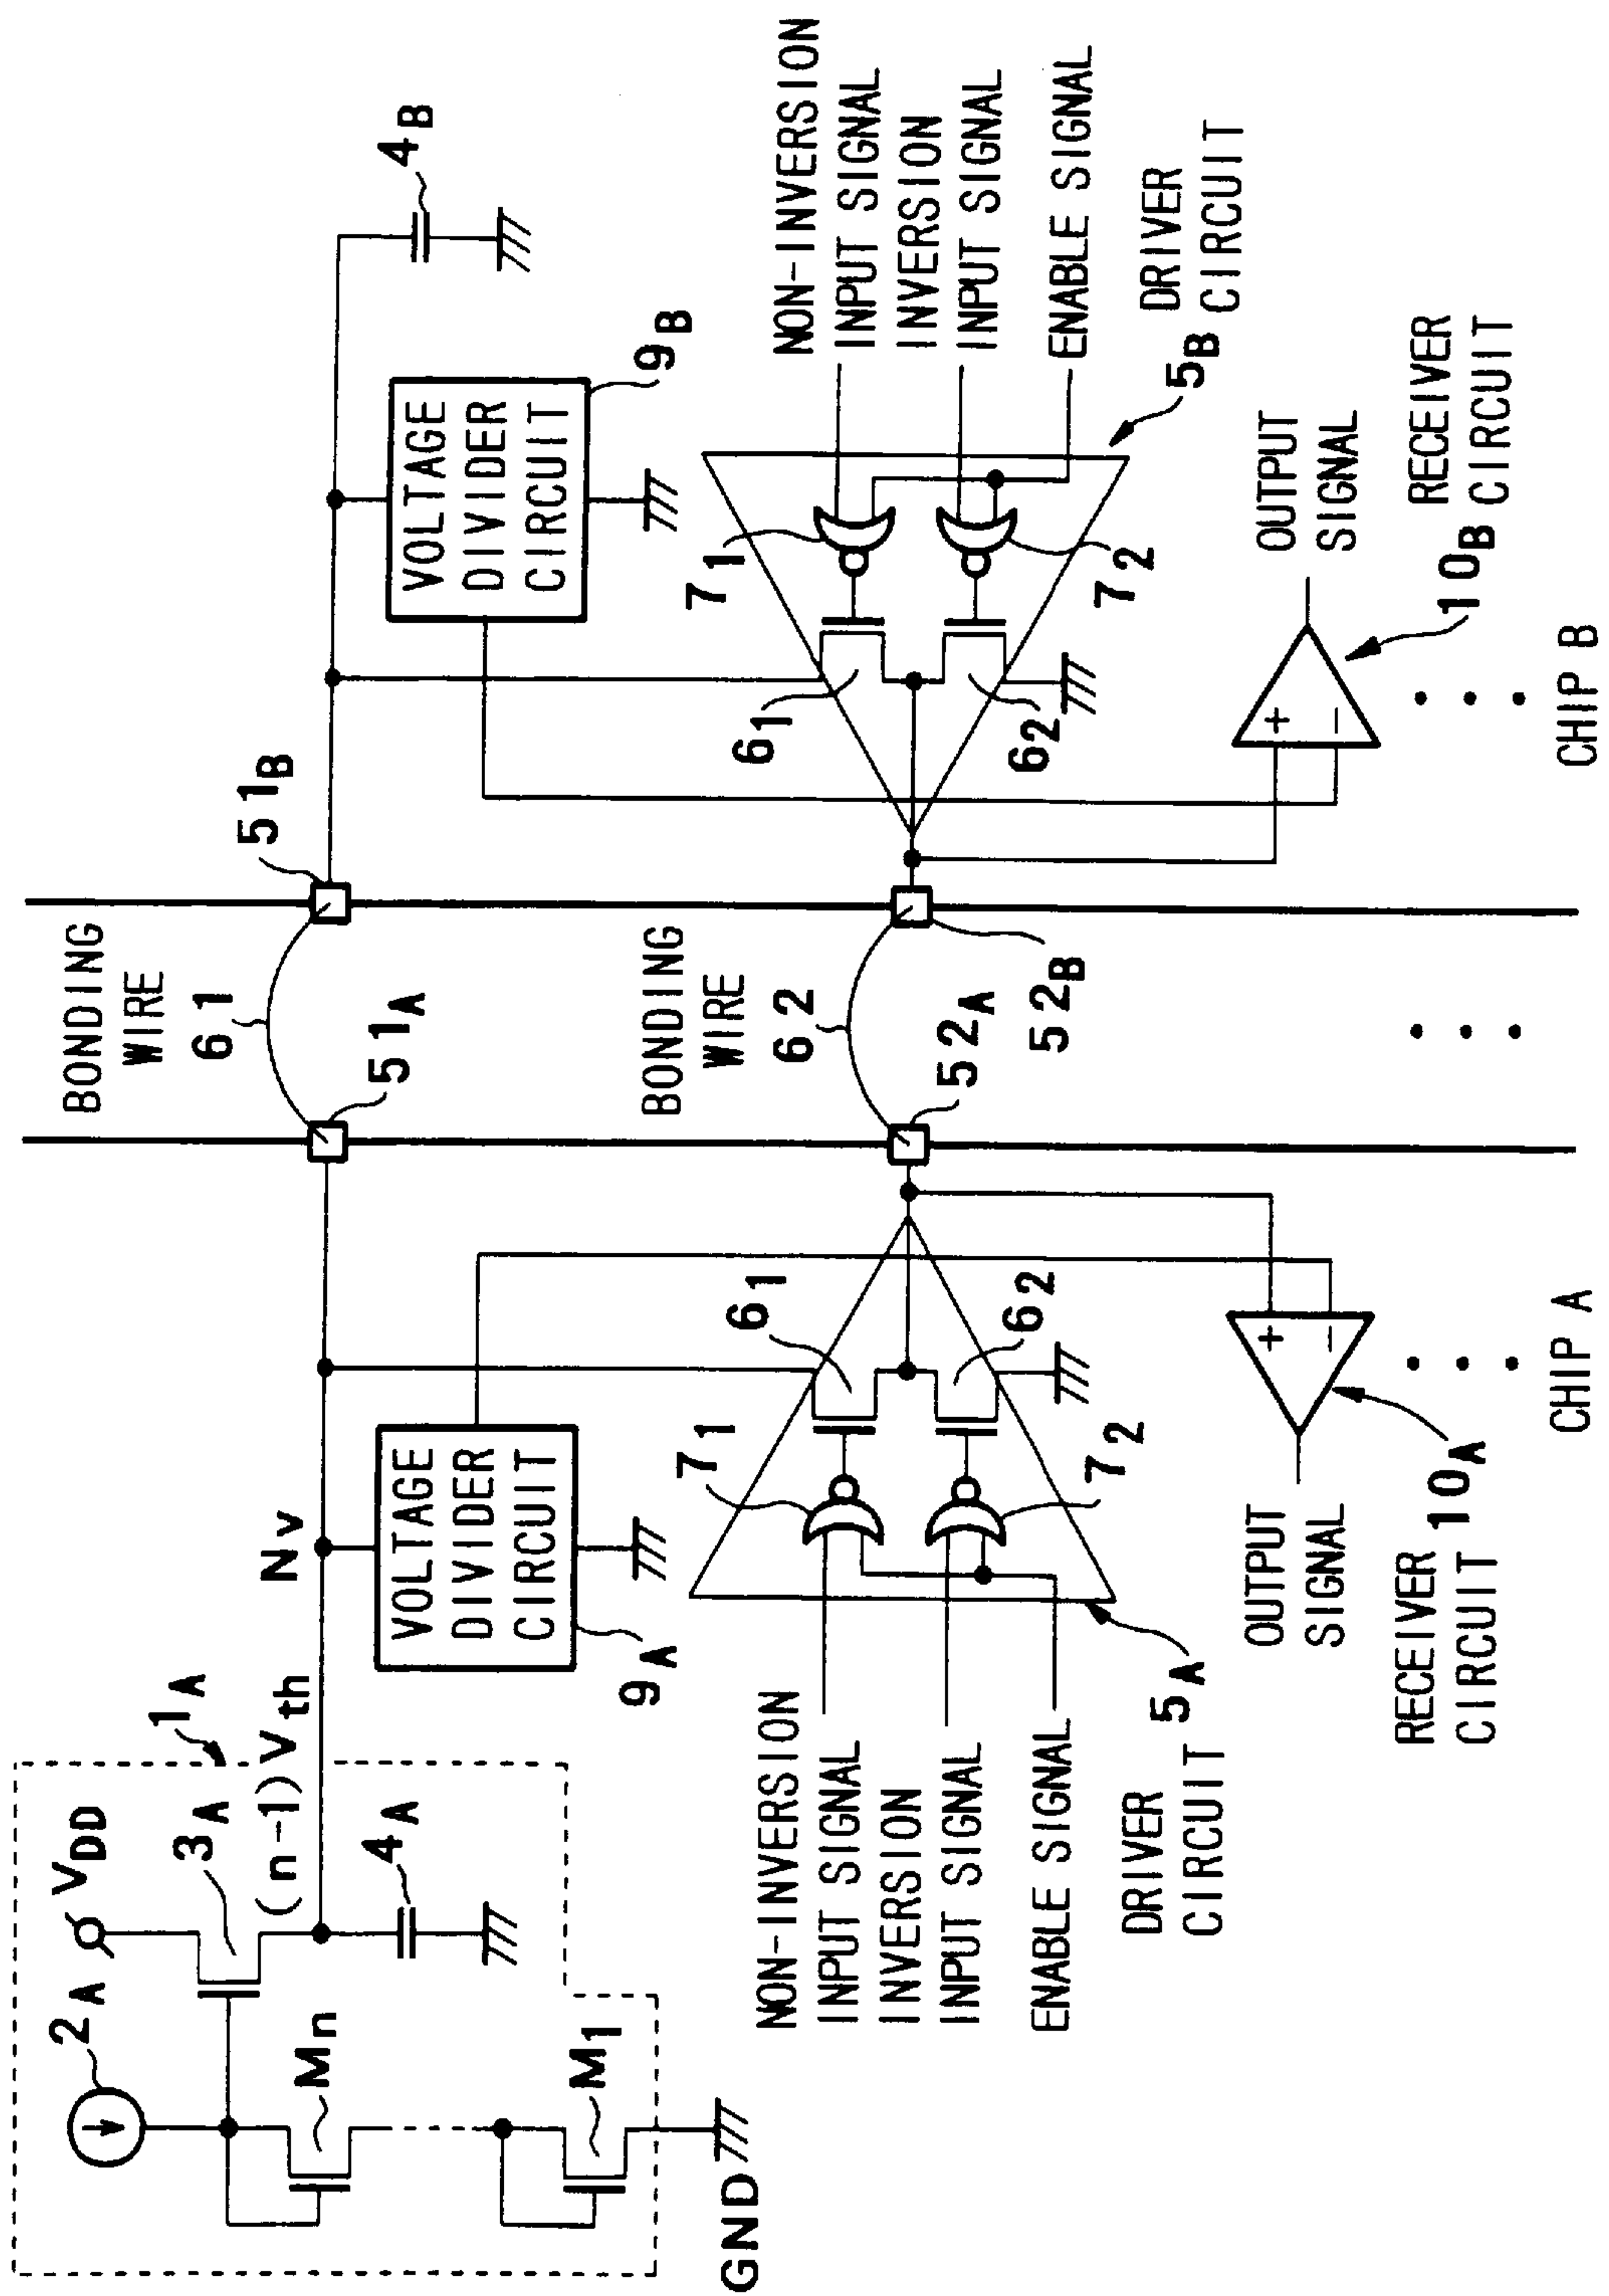 1A
2A
VDD
3A
Mn
(n-1) Vth
4A
M1
GND
NV
VOLTAGE
DIVIDER
CIRCUIT
9A
NON-INVERSION
INPUT SIGNAL
INVERSION
INPUT SIGNAL
ENABLE SIGNAL
DRIVER
CIRCUIT
5A
71
72
61
62
+
-
OUTPUT
SIGNAL
RECEIVER
CIRCUIT
10A
CHIP A
BONDING
WIRE
61
51A
51B
BONDING
WIRE
62
52A
52B
4B
VOLTAGE
DIVIDER
CIRCUIT
9B
61
62
71
72
NON-INVERSION
INPUT SIGNAL
INVERSION
INPUT SIGNAL
ENABLE SIGNAL
DRIVER
CIRCUIT
5B
+
-
OUTPUT
SIGNAL
RECEIVER
CIRCUIT
10B
CHIP B